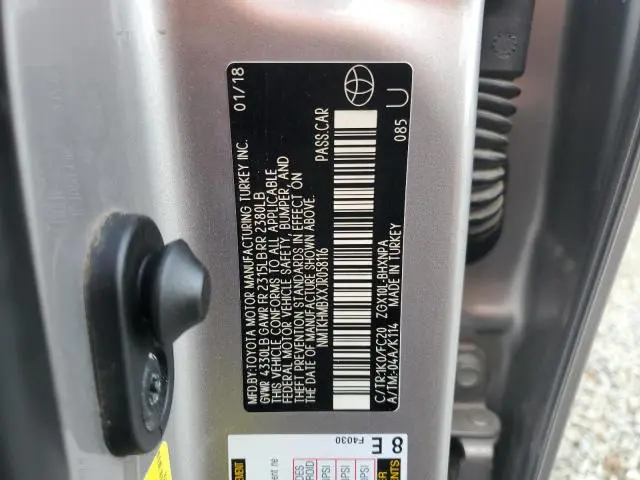 MFD.BY:TOYOTA MOTOR MANUFACTURING TURKEY INC. 01/18
GVWR 4330LB GAWR FR 2315LB RR 2380LB
THIS VEHICLE CONFORMS TO ALL APPLICABLE
FEDERAL MOTOR VEHICLE SAFETY, BUMPER, AND
THEFT PREVENTION STANDARDS IN EFFECT ON
THE DATE OF MANUFACTURE SHOWN ABOVE.
NMTKHMBXXJR058116 PASS.CAR
C/TR:1K0/FC20 ZGX10L-BHXNPA
A/TM:-04A/K114 MADE IN TURKEY
085 U
F4030
8 E